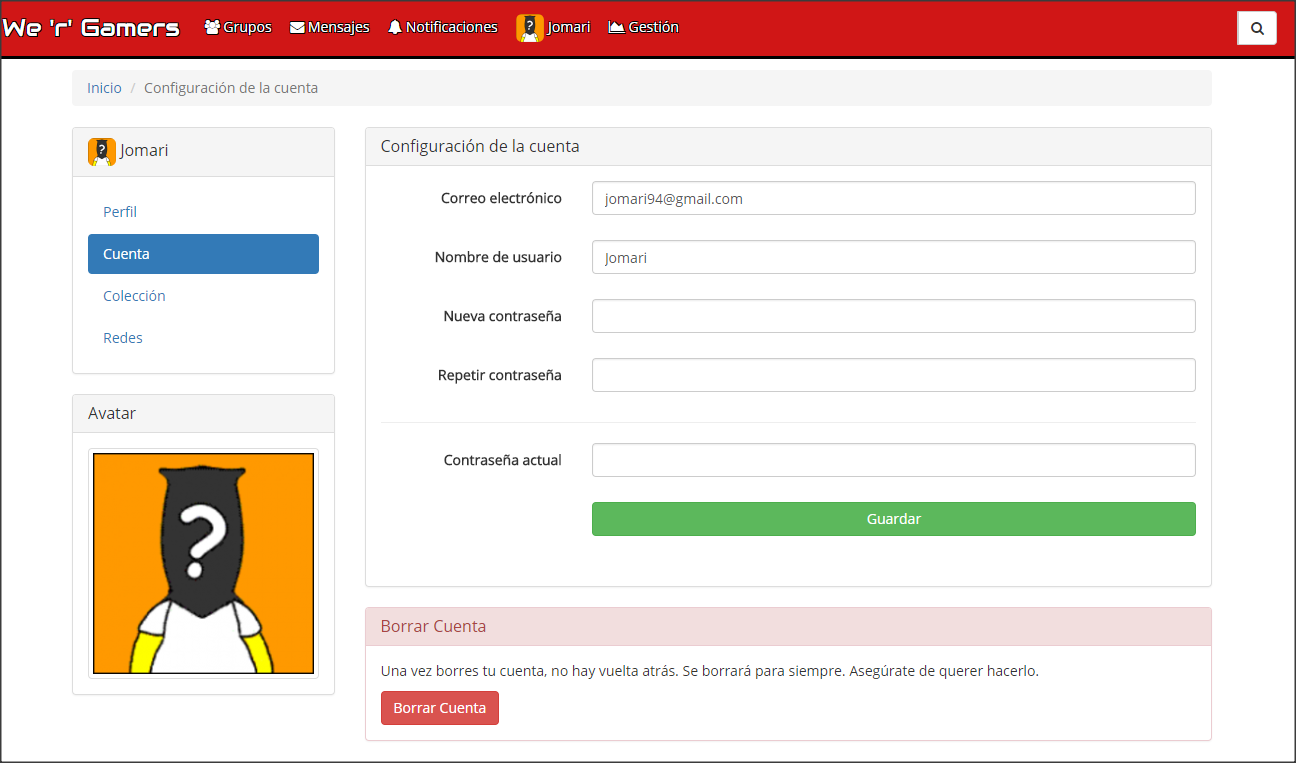 We 'r' Gamers Grupos Mensajes Notificaciones ? Jomari Gestión
Inicio / Configuración de la cuenta
? Jomari
Perfil
Cuenta
Colección
Redes
Avatar
?
Configuración de la cuenta
Correo electrónico jomari94@gmail.com
Nombre de usuario Jomari
Nueva contraseña
Repetir contraseña
Contraseña actual
Guardar
Borrar Cuenta
Una vez borres tu cuenta, no hay vuelta atrás. Se borrará para siempre. Asegúrate de querer hacerlo.
Borrar Cuenta